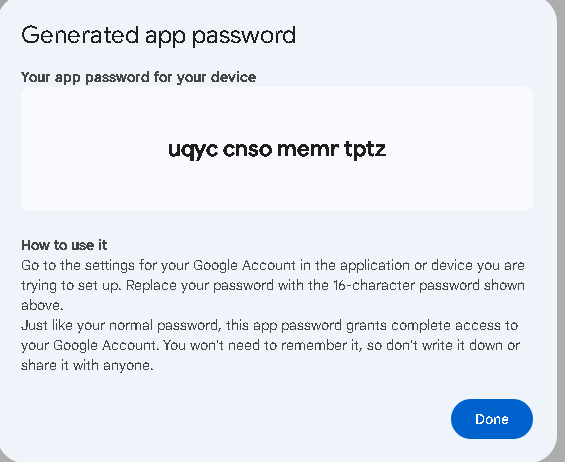 Generated app password
Your app password for your device
uqyc cnso memr tptz
How to use it
Go to the settings for your Google Account in the application or device you are
trying to set up. Replace your password with the 16-character password shown
above.
Just like your normal password, this app password grants complete access to
your Google Account. You won't need to remember it, so don't write it down or
share it with anyone.
Done